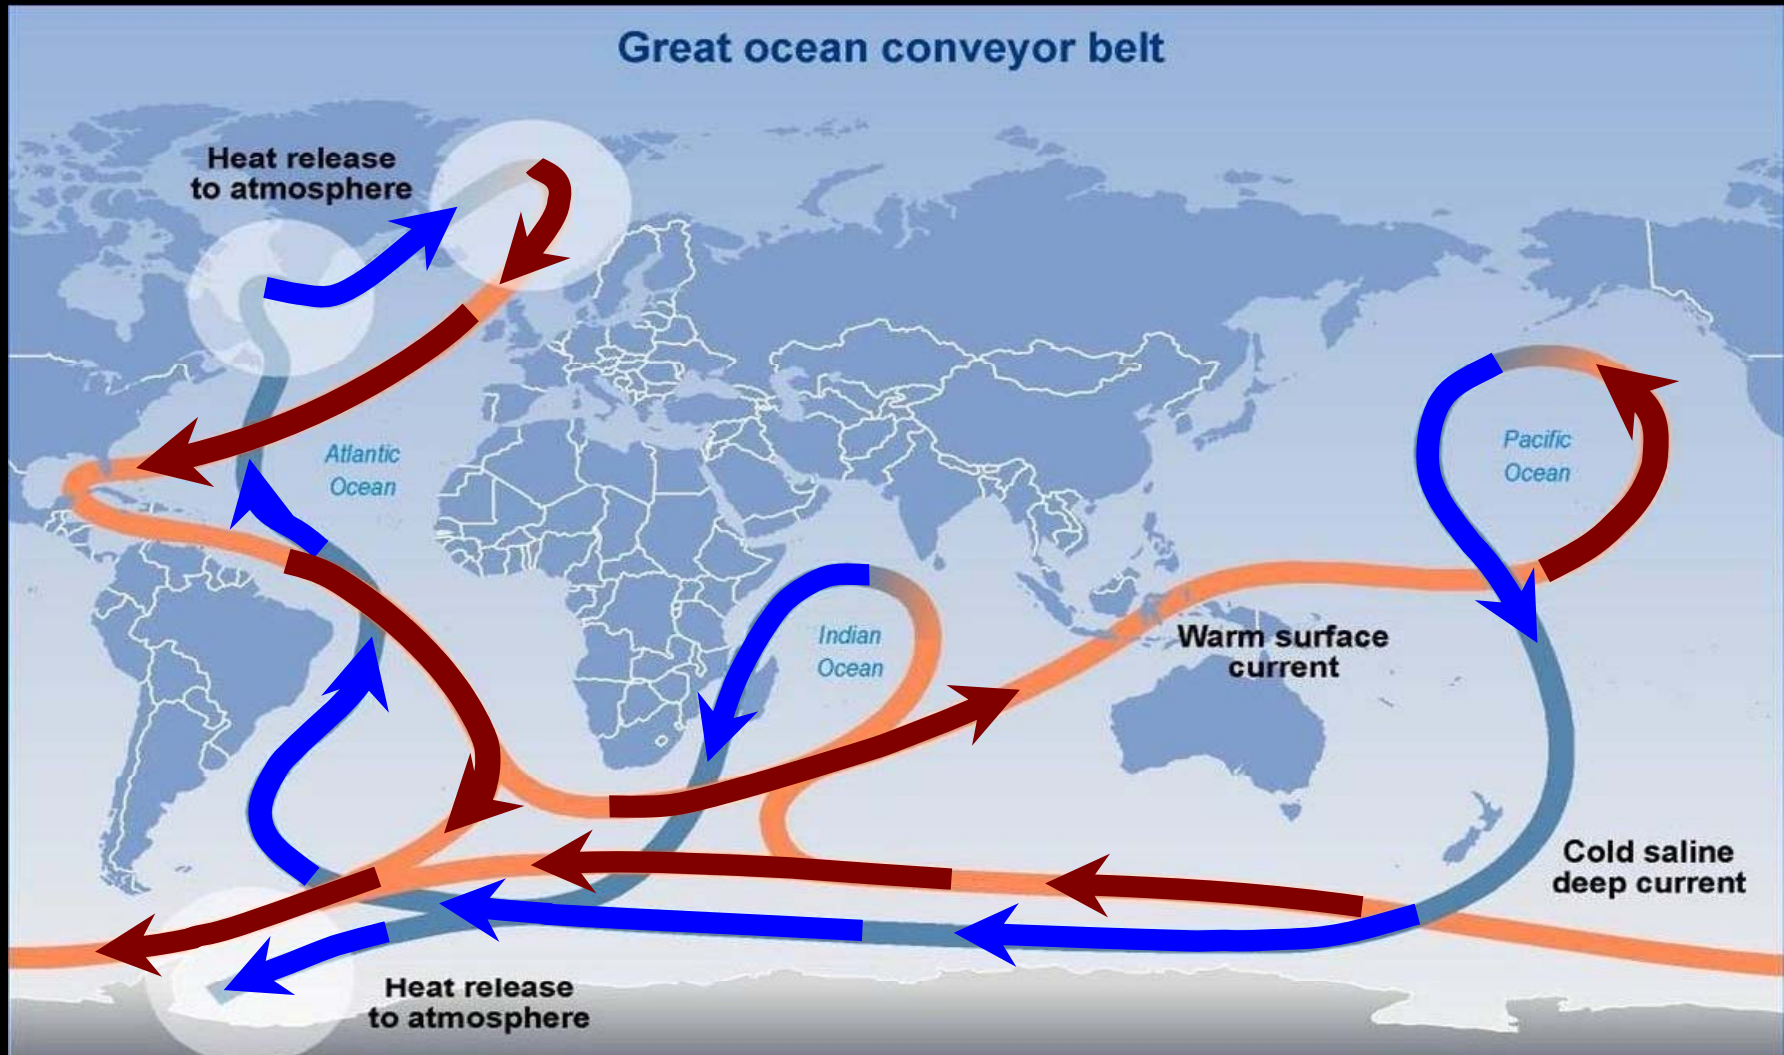 Great ocean conveyor belt
Heat release
to atmosphere
Atlantic
Ocean
Pacific
Ocean
Indian
Ocean
Warm surface
current
Cold saline
deep current
Heat release
to atmosphere